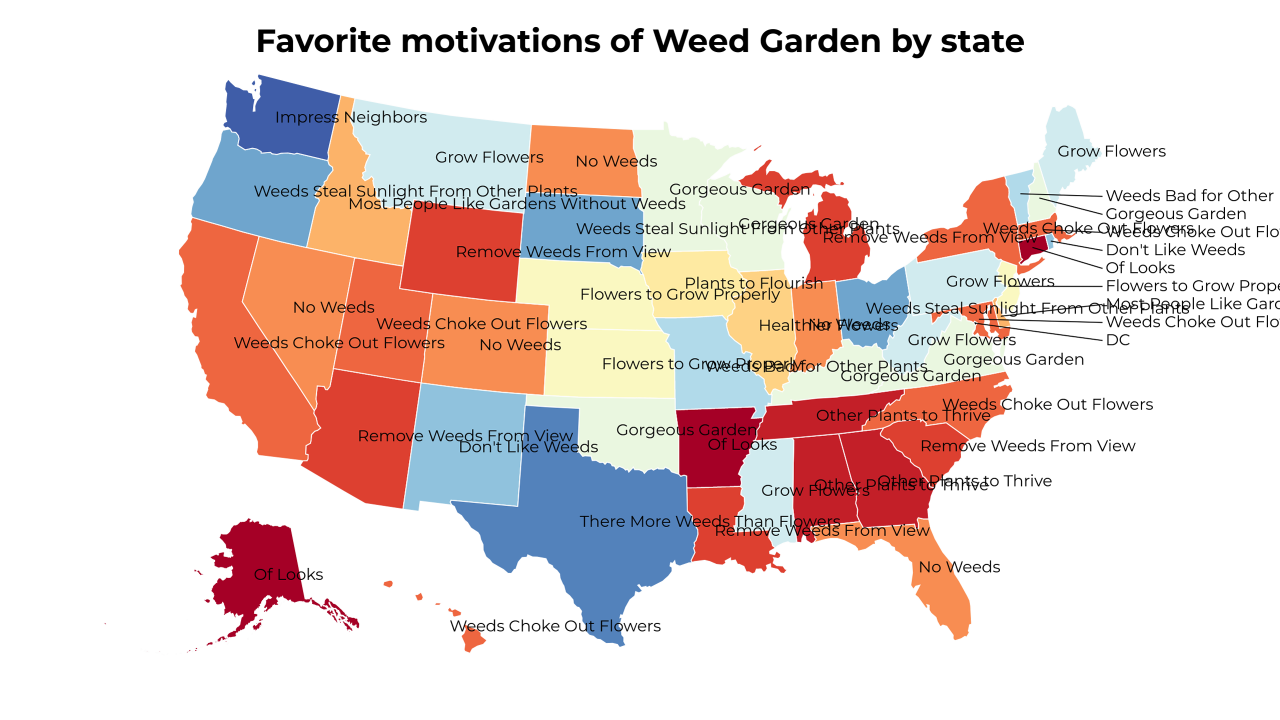 Favorite motivations of Weed Garden by state
Impress Neighbors
Grow Flowers
Grow Flowers
No Weeds
Gorgeous Garden
Weeds Steal Sunlight From Other Plants
Most People Like Gardens Without Weeds
Weeds Bad for Other
Gorgeous Garden
Gorgeous Garden
Weeds Steal Sunlight From Other Plants
Weeds Choke Out Flowers
Weeds Choke Out Flo
Remove Weeds From View
Remove Weeds From View
Don't Like Weeds
Of Looks
Plants to Flourish
Grow Flowers
Flowers to Grow Prope
Flowers to Grow Properly
Most People Like Gard
No Weeds
Weeds Steal Sunlight From Other Plants
Weeds Choke Out Flowers
Healthier Flowers
No Weeds
Weeds Choke Out Flo
Weeds Choke Out Flowers
No Weeds
Grow Flowers
DC
Flowers to Grow Properly
Weeds Bad for Other Plants
Gorgeous Garden
Gorgeous Garden
Weeds Choke Out Flowers
Other Plants to Thrive
Remove Weeds From View
Don't Like Weeds
Gorgeous Garden
Of Looks
Remove Weeds From View
Grow Flowers
Other Plants to Thrive
Other Plants to Thrive
There More Weeds Than Flowers
Remove Weeds From View
No Weeds
Of Looks
Weeds Choke Out Flowers